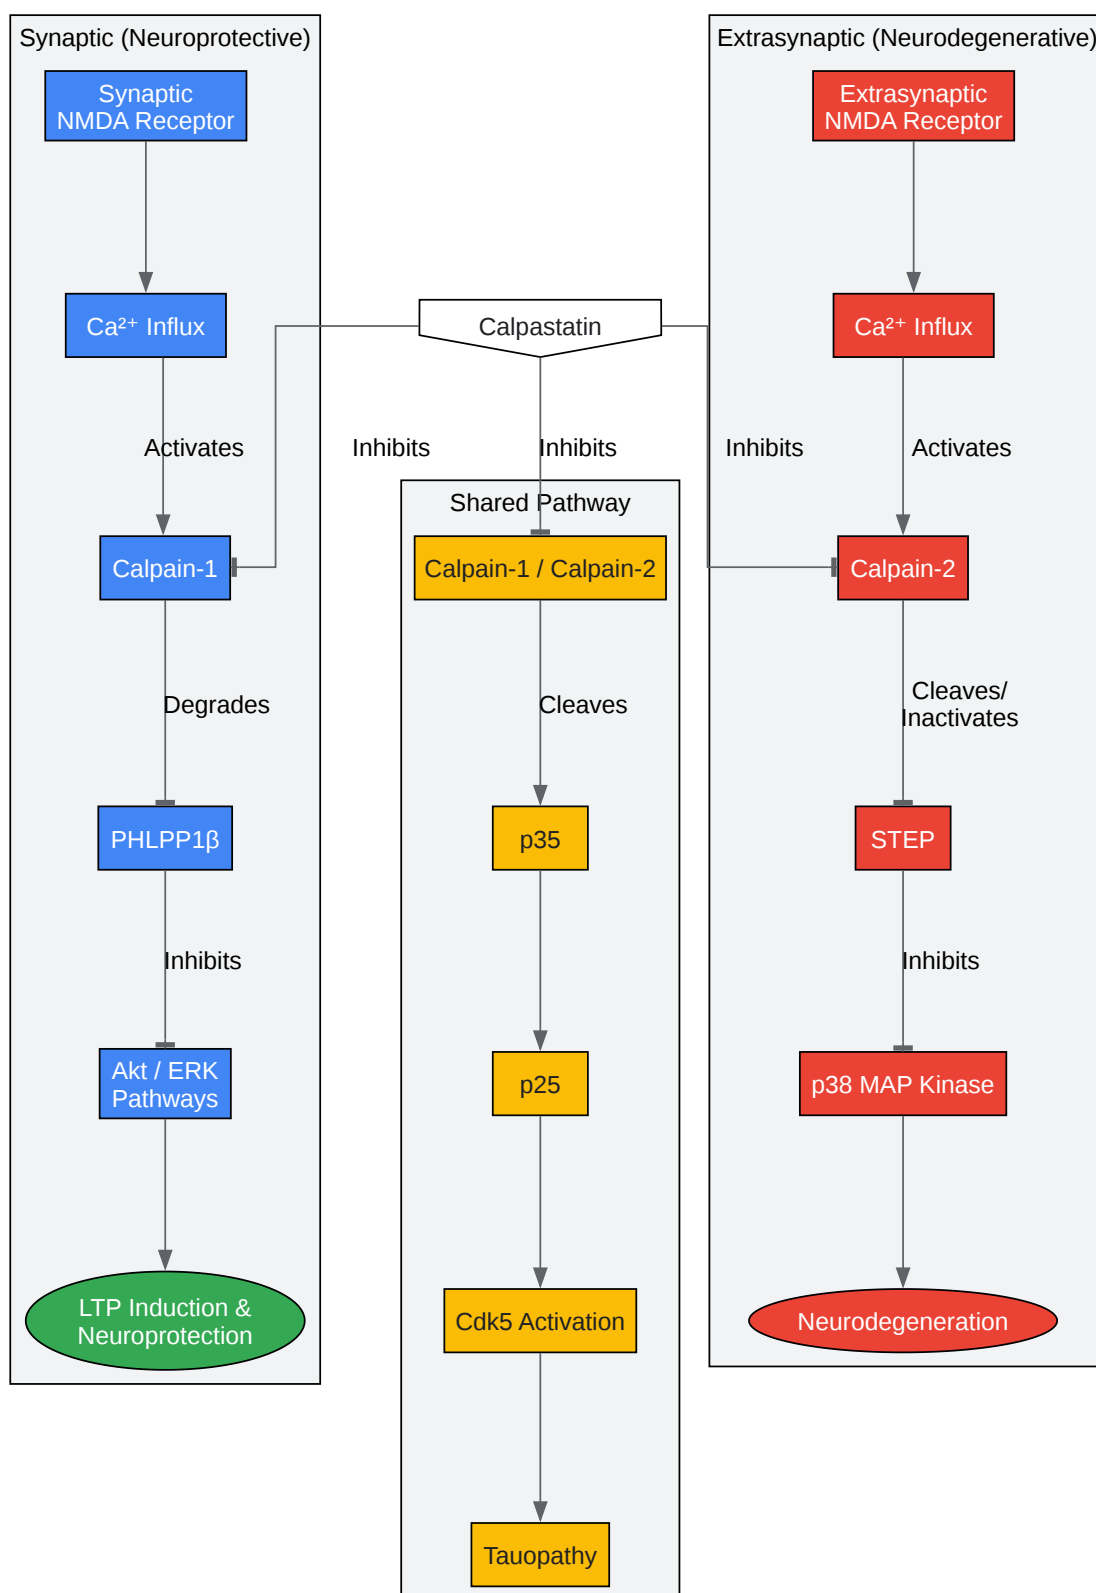 Synaptic (Neuroprotective)
Extrasynaptic (Neurodegenerative)
Synaptic
NMDA Receptor
Extrasynaptic
NMDA Receptor
Ca²⁺ Influx
Calpastatin
Ca²⁺ Influx
Activates
Inhibits
Inhibits
Inhibits
Activates
Shared Pathway
Calpain-1
Calpain-1 / Calpain-2
Calpain-2
Degrades
Cleaves
Cleaves/
Inactivates
PHLPP1β
p35
STEP
Inhibits
Inhibits
Akt / ERK
Pathways
p25
p38 MAP Kinase
LTP Induction &
Neuroprotection
Cdk5 Activation
Neurodegeneration
Tauopathy